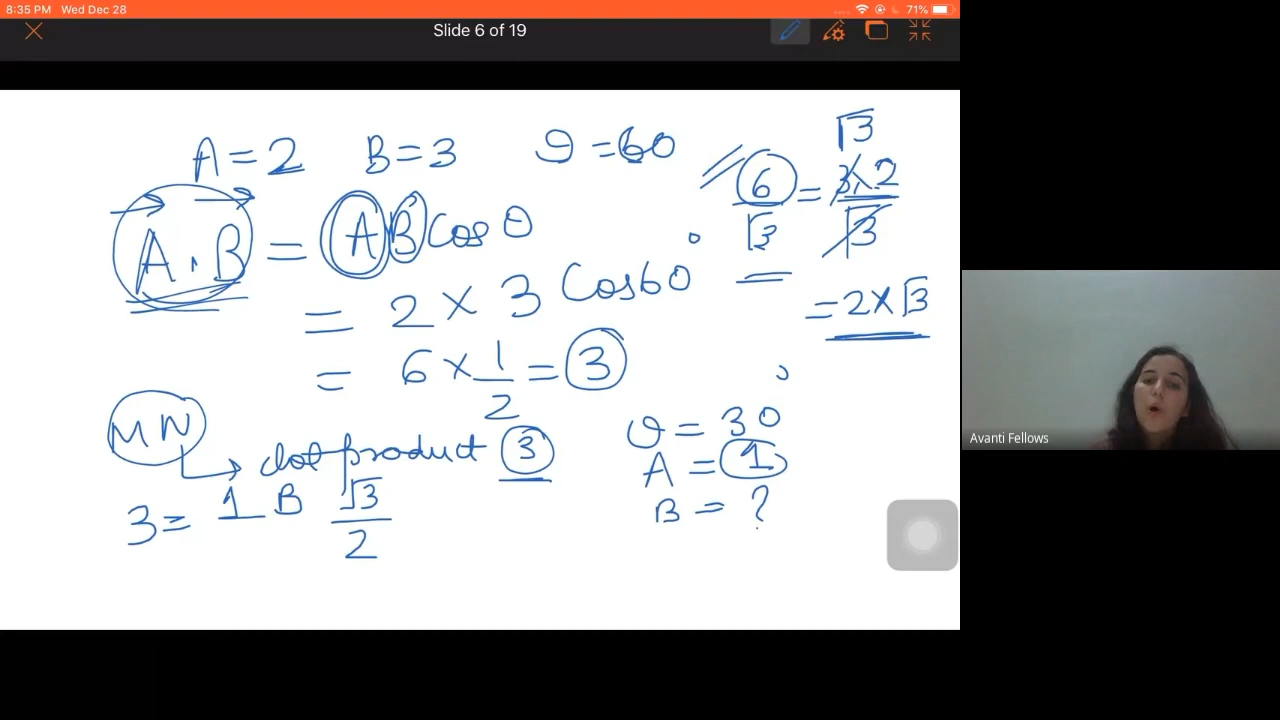 8:35 PM Wed Dec 28
71%
Slide 6 of 19
A = 2 B = 3 θ = 60
A . B = A B Cos θ
= 2 × 3 Cos 60
= 6 × 1/2 = 3
6/√3 = √3 3×2/√3
= 2 × √3
MN
dot product 3
3 = 1 B √3/2
θ = 30
A = 1
B = ?
Avanti Fellows